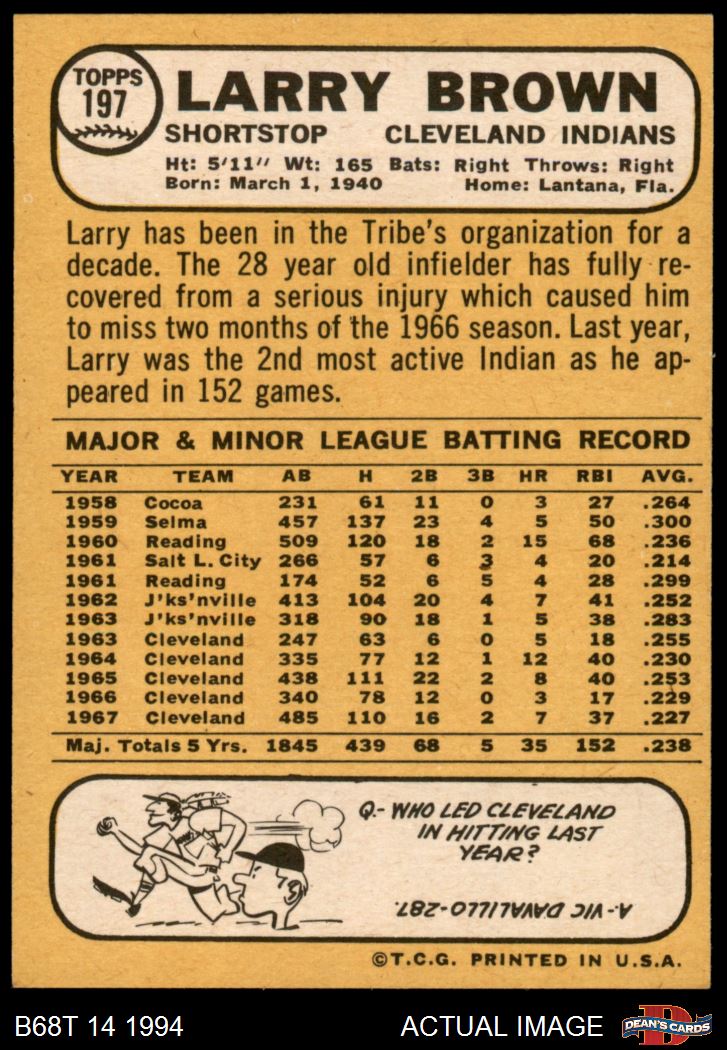 TOPPS
197
LARRY BROWN
SHORTSTOP CLEVELAND INDIANS
Ht: 5'11" Wt: 165 Bats: Right Throws: Right
Born: March 1, 1940 Home: Lantana, Fla.
Larry has been in the Tribe's organization for a
decade. The 28 year old infielder has fully re-
covered from a serious injury which caused him
to miss two months of the 1966 season. Last year,
Larry was the 2nd most active Indian as he ap-
peared in 152 games.
MAJOR & MINOR LEAGUE BATTING RECORD
YEAR TEAM AB H 2B 3B HR RBI AVG.
1958 Cocoa 231 61 11 0 3 27 .264
1959 Selma 457 137 23 4 5 50 .300
1960 Reading 509 120 18 2 15 68 .236
1961 Salt L. City 266 57 6 3 4 20 .214
1961 Reading 174 52 6 5 4 28 .299
1962 J'ks'nville 413 104 20 4 7 41 .252
1963 J'ks'nville 318 90 18 1 5 38 .283
1963 Cleveland 247 63 6 0 5 18 .255
1964 Cleveland 335 77 12 1 12 40 .230
1965 Cleveland 438 111 22 2 8 40 .253
1966 Cleveland 340 78 12 0 3 17 .229
1967 Cleveland 485 110 16 2 7 37 .227
Maj. Totals 5 Yrs. 1845 439 68 5 35 152 .238
Q.- WHO LED CLEVELAND
IN HITTING LAST
YEAR?
A.- VIC DAVALILLO-287.
©T.C.G. PRINTED IN U.S.A.
B68T 14 1994 ACTUAL IMAGE
D
DEAN'S CARDS